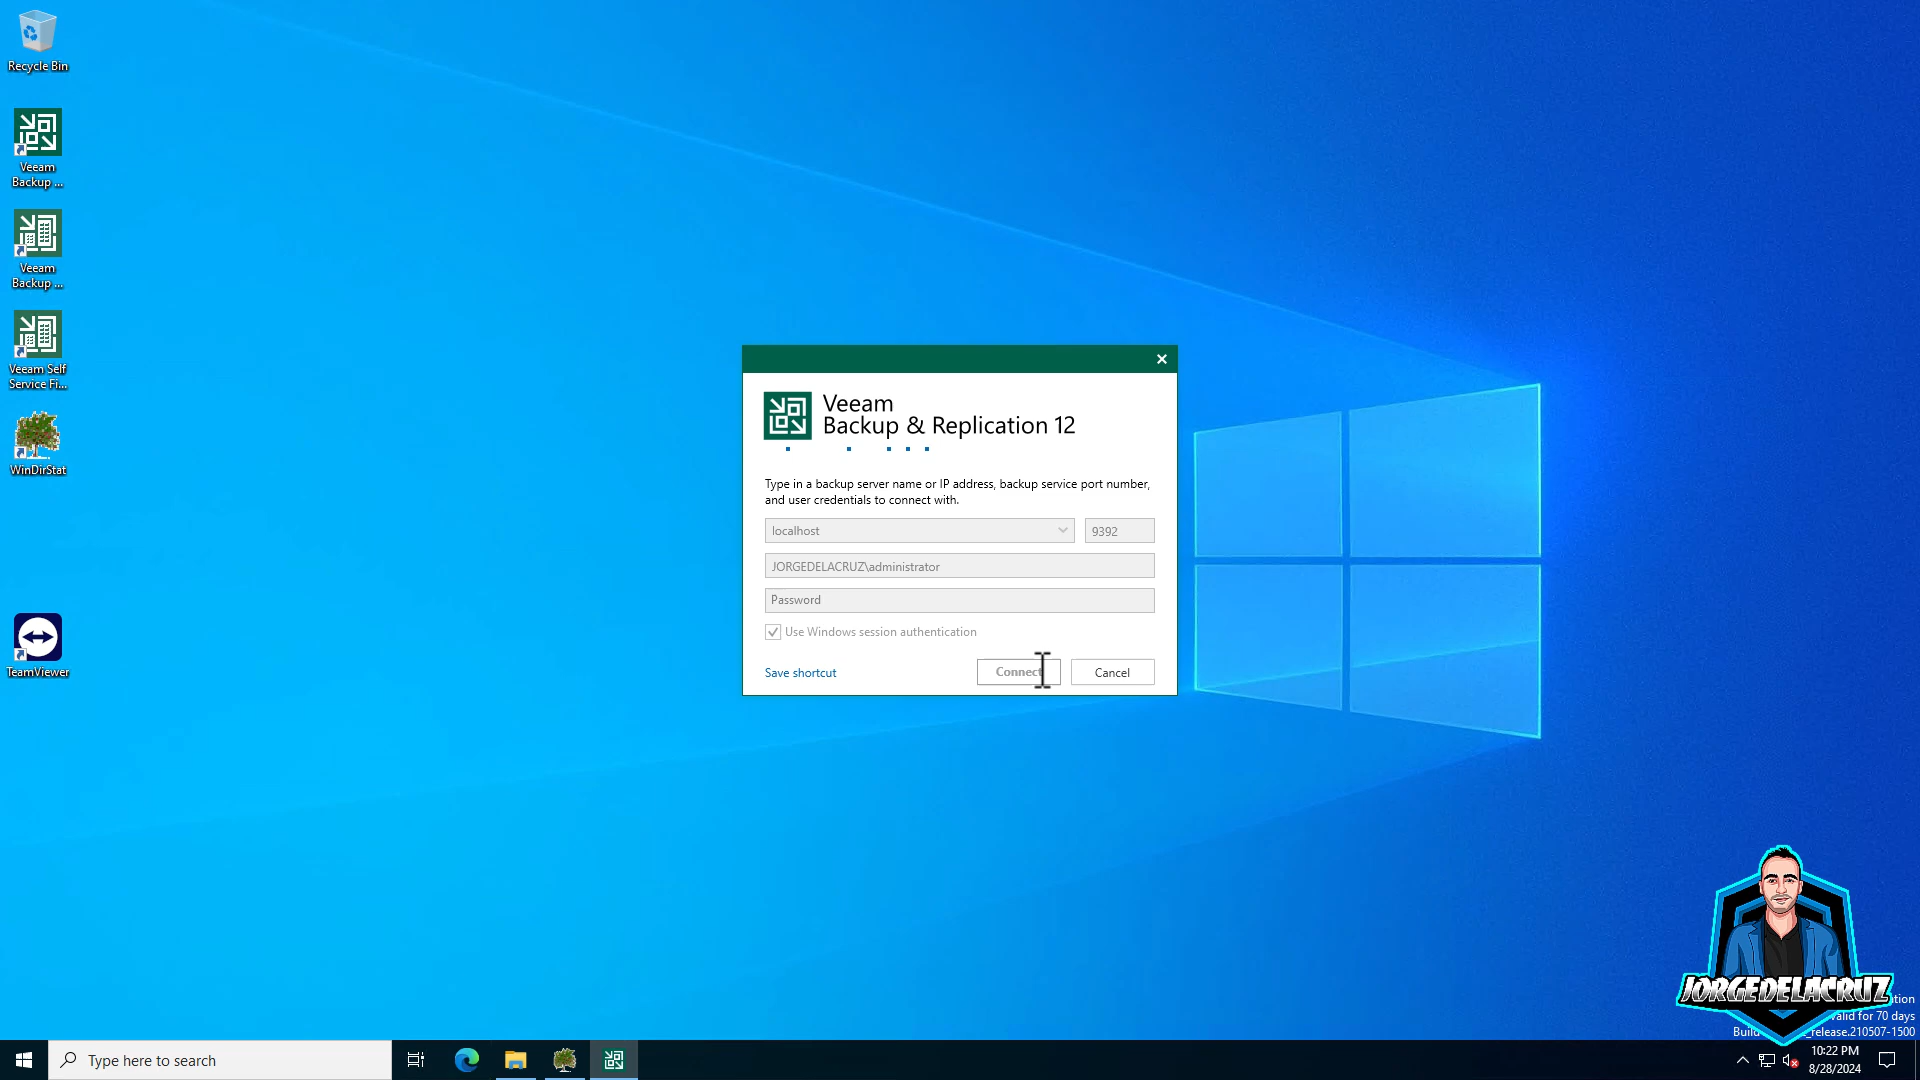 Recycle Bin
Veeam
Backup ...
Veeam
Backup ...
Veeam Self
Service Fi...
WinDirStat
TeamViewer
Veeam
Backup & Replication 12
Type in a backup server name or IP address, backup service port number,
and user credentials to connect with.
localhost
9392
JORGEDELACRUZ\administrator
Password
Use Windows session authentication
Save shortcut
Connect
Cancel
JORGEDELACRUZ
valid for 70 days
_release.210507-1500
Type here to search
10:22 PM
8/28/2024